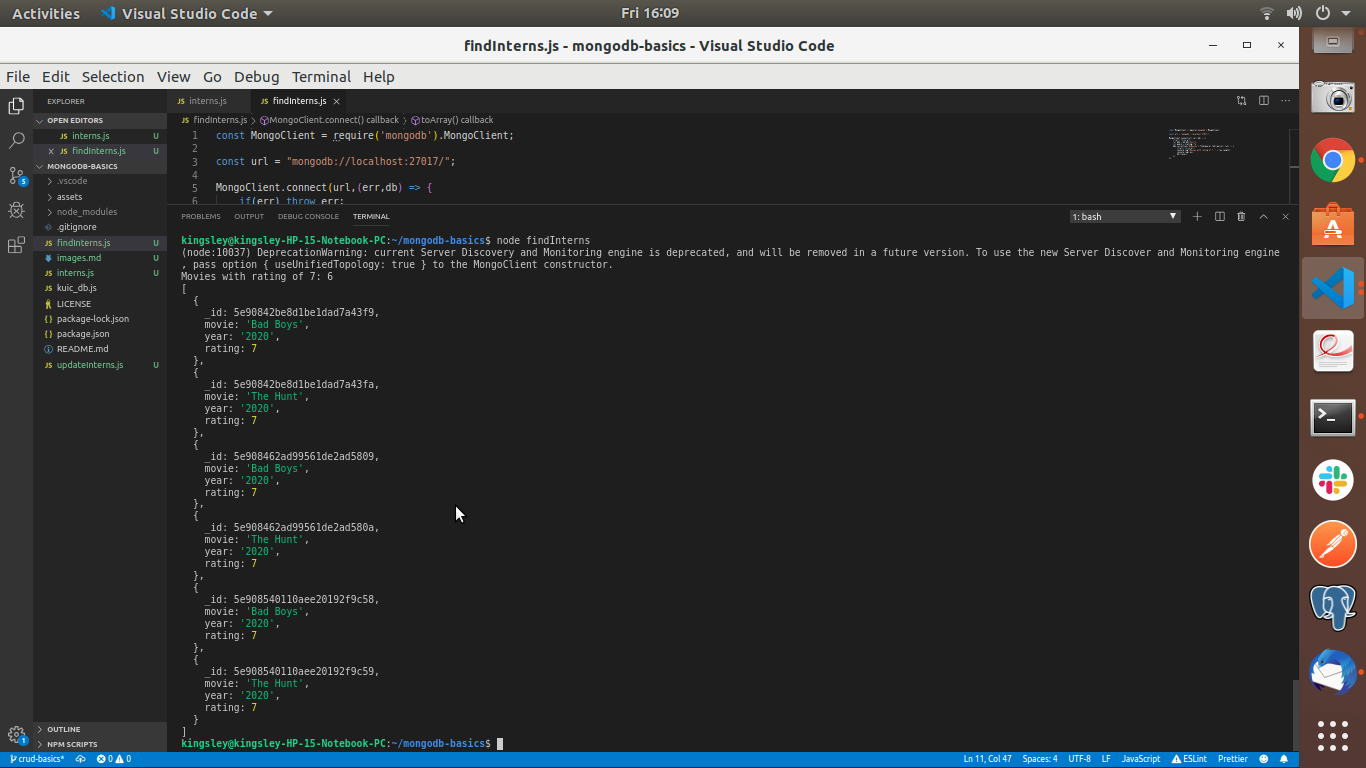 Activities Visual Studio Code Fri 16:09
findInterns.js - mongodb-basics - Visual Studio Code
File Edit Selection View Go Debug Terminal Help
EXPLORER
OPEN EDITORS
JS interns.js U
X JS findInterns.js U
MONGODB-BASICS
.vscode
assets
node_modules
.gitignore
JS findInterns.js U
images.md U
JS interns.js U
JS kuic_db.js
LICENSE
{} package-lock.json
{} package.json
README.md
JS updateInterns.js U
OUTLINE
NPM SCRIPTS
5
1
JS interns.js JS findInterns.js ×
JS findInterns.js > MongoClient.connect() callback > toArray() callback
1 const MongoClient = require('mongodb').MongoClient;
2
3 const url = "mongodb://localhost:27017/";
4
5 MongoClient.connect(url,(err,db) => {
6 if(err) throw err;
PROBLEMS OUTPUT DEBUG CONSOLE TERMINAL 1: bash
kingsley@kingsley-HP-15-Notebook-PC:~/mongodb-basics$ node findInterns
(node:10037) DeprecationWarning: current Server Discovery and Monitoring engine is deprecated, and will be removed in a future version. To use the new Server Discover and Monitoring engine
, pass option { useUnifiedTopology: true } to the MongoClient constructor.
Movies with rating of 7: 6
[
{
_id: 5e90842be8d1be1dad7a43f9,
movie: 'Bad Boys',
year: '2020',
rating: 7
},
{
_id: 5e90842be8d1be1dad7a43fa,
movie: 'The Hunt',
year: '2020',
rating: 7
},
{
_id: 5e908462ad99561de2ad5809,
movie: 'Bad Boys',
year: '2020',
rating: 7
},
{
_id: 5e908462ad99561de2ad580a,
movie: 'The Hunt',
year: '2020',
rating: 7
},
{
_id: 5e908540110aee20192f9c58,
movie: 'Bad Boys',
year: '2020',
rating: 7
},
{
_id: 5e908540110aee20192f9c59,
movie: 'The Hunt',
year: '2020',
rating: 7
}
]
kingsley@kingsley-HP-15-Notebook-PC:~/mongodb-basics$
crud-basics* 0 0 Ln 11, Col 47 Spaces: 4 UTF-8 LF JavaScript ESLint Prettier